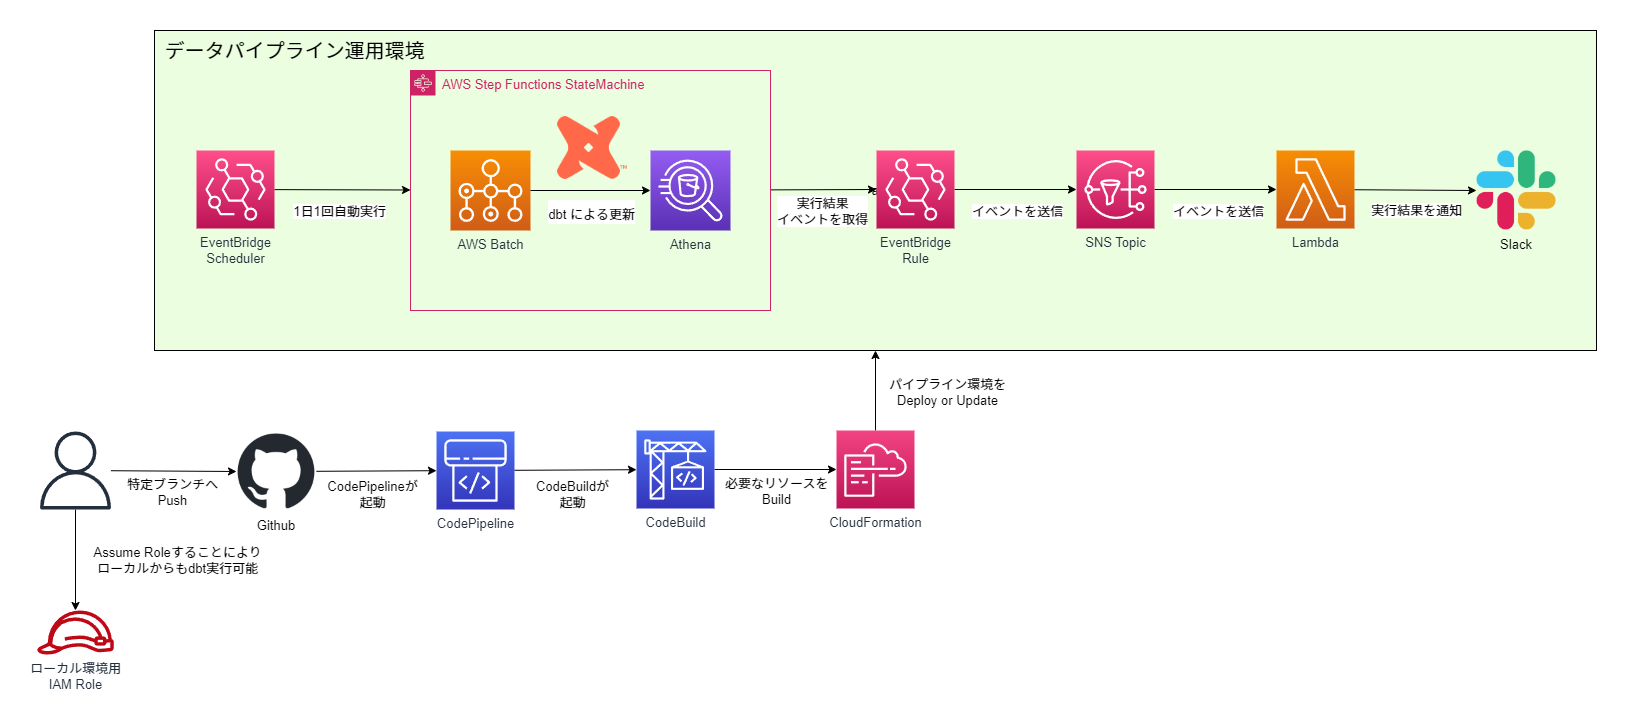 データパイプライン運用環境
AWS Step Functions StateMachine
EventBridge
Scheduler
1日1回自動実行
AWS Batch
dbt による更新
TM
Athena
実行結果
イベントを取得
EventBridge
Rule
イベントを送信
SNS Topic
イベントを送信
Lambda
実行結果を通知
Slack
パイプライン環境を
Deploy or Update
特定ブランチへ
Push
Github
CodePipelineが
起動
CodePipeline
CodeBuildが
起動
CodeBuild
必要なリソースを
Build
CloudFormation
Assume Roleすることにより
ローカルからもdbt実行可能
ローカル環境用
IAM Role